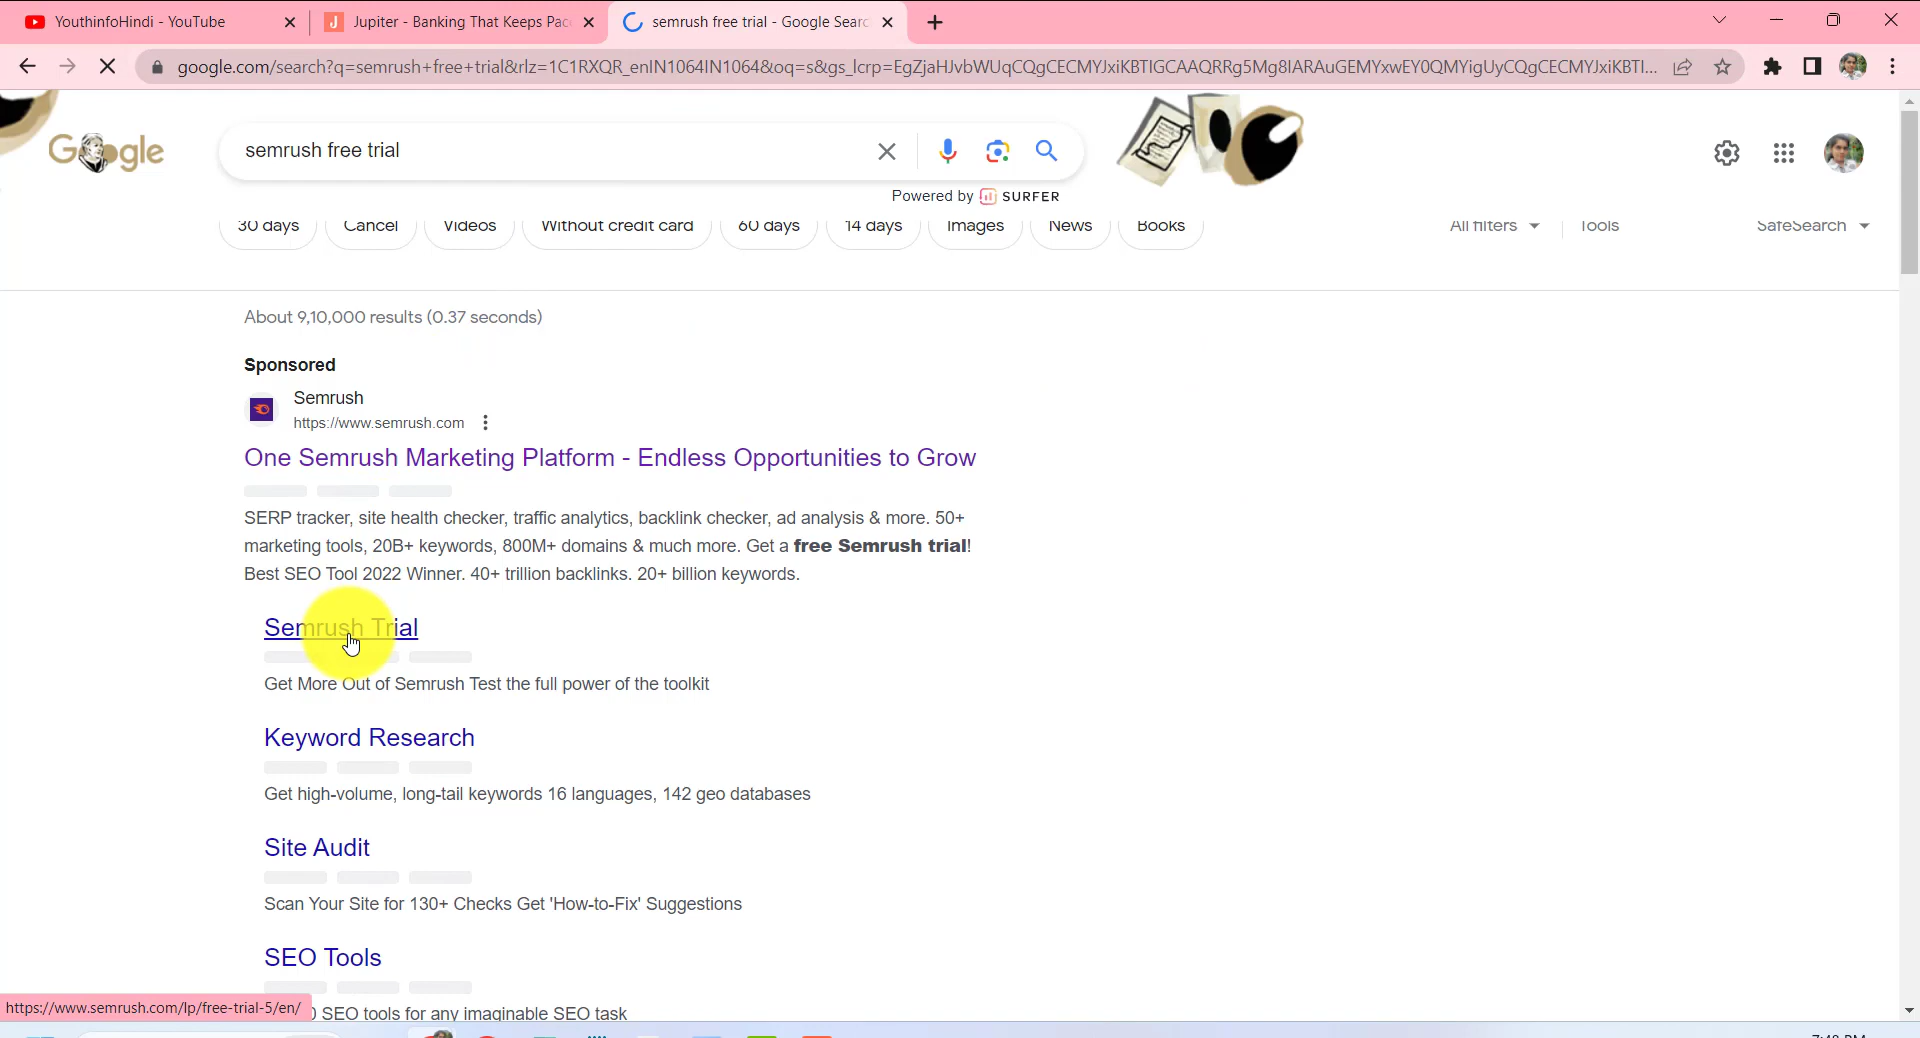 YouthinfoHindi - YouTube
Jupiter - Banking That Keeps Pac
semrush free trial - Google Searc
google.com/search?q=semrush+free+trial&rlz=1C1RXQR_enIN1064IN1064&oq=s&gs_lcrp=EgZjaHJvbWUqCQgCECMYJxiKBTIGCAAQRRg5Mg8IARAuGEMYxwEY0QMYigUyCQgCECMYJxiKBTI...
Google
semrush free trial
Powered by SURFER
30 days
Cancel
Videos
Without credit card
60 days
14 days
Images
News
Books
All filters
Tools
SafeSearch
About 9,10,000 results (0.37 seconds)
Sponsored
Semrush
https://www.semrush.com
One Semrush Marketing Platform - Endless Opportunities to Grow
SERP tracker, site health checker, traffic analytics, backlink checker, ad analysis & more. 50+
marketing tools, 20B+ keywords, 800M+ domains & much more. Get a free Semrush trial!
Best SEO Tool 2022 Winner. 40+ trillion backlinks. 20+ billion keywords.
Semrush Trial
Get More Out of Semrush Test the full power of the toolkit
Keyword Research
Get high-volume, long-tail keywords 16 languages, 142 geo databases
Site Audit
Scan Your Site for 130+ Checks Get 'How-to-Fix' Suggestions
SEO Tools
0 SEO tools for any imaginable SEO task
https://www.semrush.com/lp/free-trial-5/en/